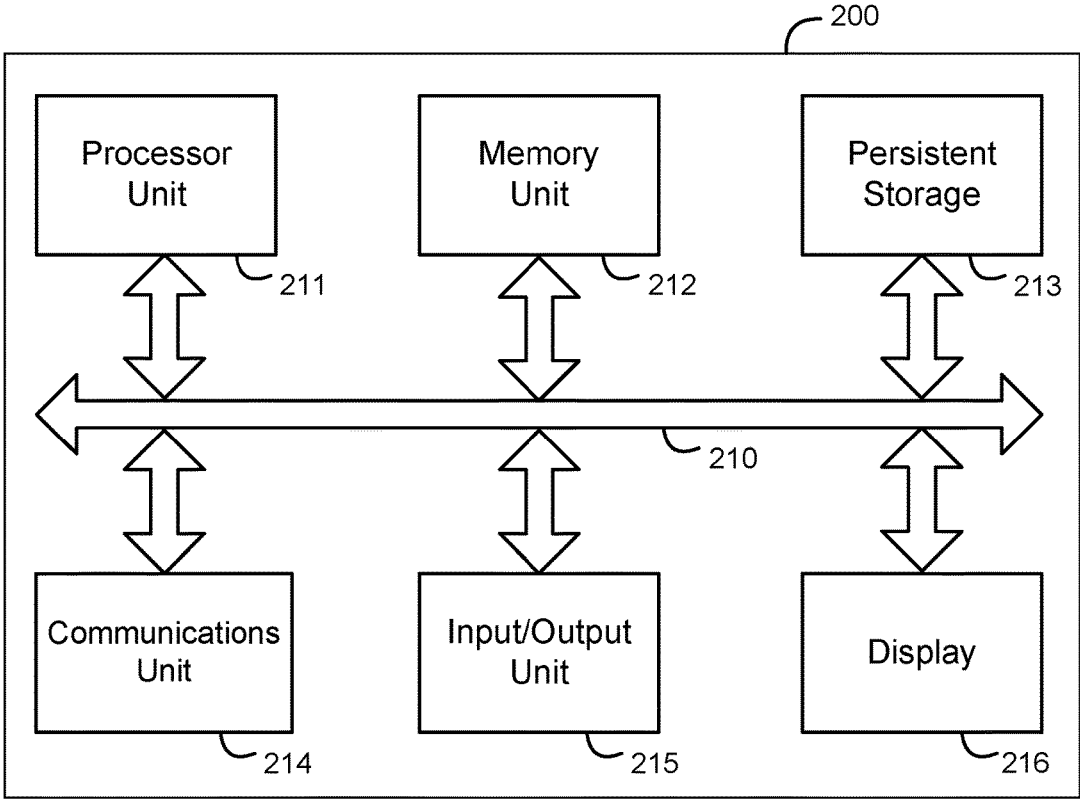 200
Processor
Unit
Memory
Unit
Persistent
Storage
211
212
213
210
Communications
Unit
Input/Output
Unit
Display
214
215
216